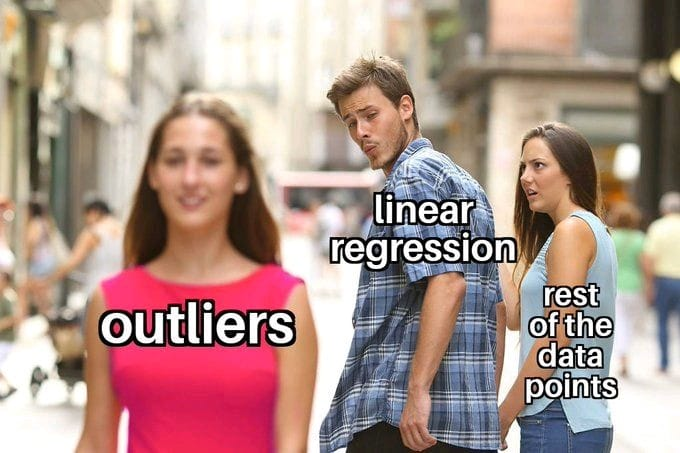 outliers
linear
regression
rest
of the
data
points